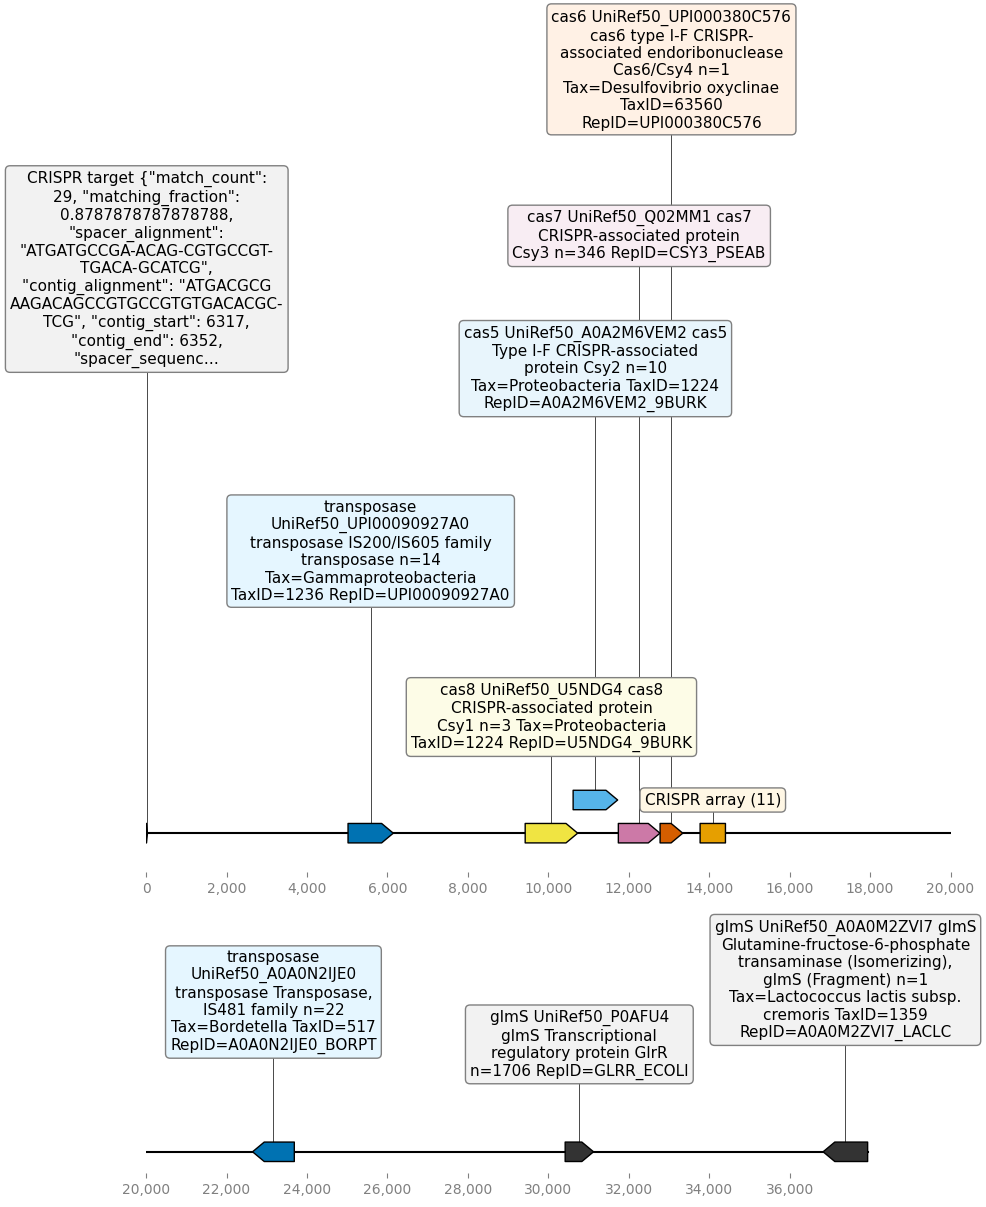 cas6 UniRef50_UPI000380C576
cas6 type I-F CRISPR-
associated endoribonuclease
Cas6/Csy4 n=1
Tax=Desulfovibrio oxyclinae
TaxID=63560
RepID=UPI000380C576
CRISPR target {"match_count":
29, "matching_fraction":
0.8787878787878788,
"spacer_alignment":
"ATGATGCCGA-ACAG-CGTGCCGT-
TGACA-GCATCG",
"contig_alignment": "ATGACGCG
AAGACAGCCGTGCCGTGTGACACGC-
TCG", "contig_start": 6317,
"contig_end": 6352,
"spacer_sequenc...
cas7 UniRef50_Q02MM1 cas7
CRISPR-associated protein
Csy3 n=346 RepID=CSY3_PSEAB
cas5 UniRef50_A0A2M6VEM2 cas5
Type I-F CRISPR-associated
protein Csy2 n=10
Tax=Proteobacteria TaxID=1224
RepID=A0A2M6VEM2_9BURK
transposase
UniRef50_UPI00090927A0
transposase IS200/IS605 family
transposase n=14
Tax=Gammaproteobacteria
TaxID=1236 RepID=UPI00090927A0
cas8 UniRef50_U5NDG4 cas8
CRISPR-associated protein
Csy1 n=3 Tax=Proteobacteria
TaxID=1224 RepID=U5NDG4_9BURK
CRISPR array (11)
0 2,000 4,000 6,000 8,000 10,000 12,000 14,000 16,000 18,000 20,000
transposase
UniRef50_A0A0N2IJE0
transposase Transposase,
IS481 family n=22
Tax=Bordetella TaxID=517
RepID=A0A0N2IJE0_BORPT
glmS UniRef50_P0AFU4
glmS Transcriptional
regulatory protein GlrR
n=1706 RepID=GLRR_ECOLI
glmS UniRef50_A0A0M2ZVI7 glmS
Glutamine-fructose-6-phosphate
transaminase (Isomerizing),
glmS (Fragment) n=1
Tax=Lactococcus lactis subsp.
cremoris TaxID=1359
RepID=A0A0M2ZVI7_LACLC
20,000 22,000 24,000 26,000 28,000 30,000 32,000 34,000 36,000